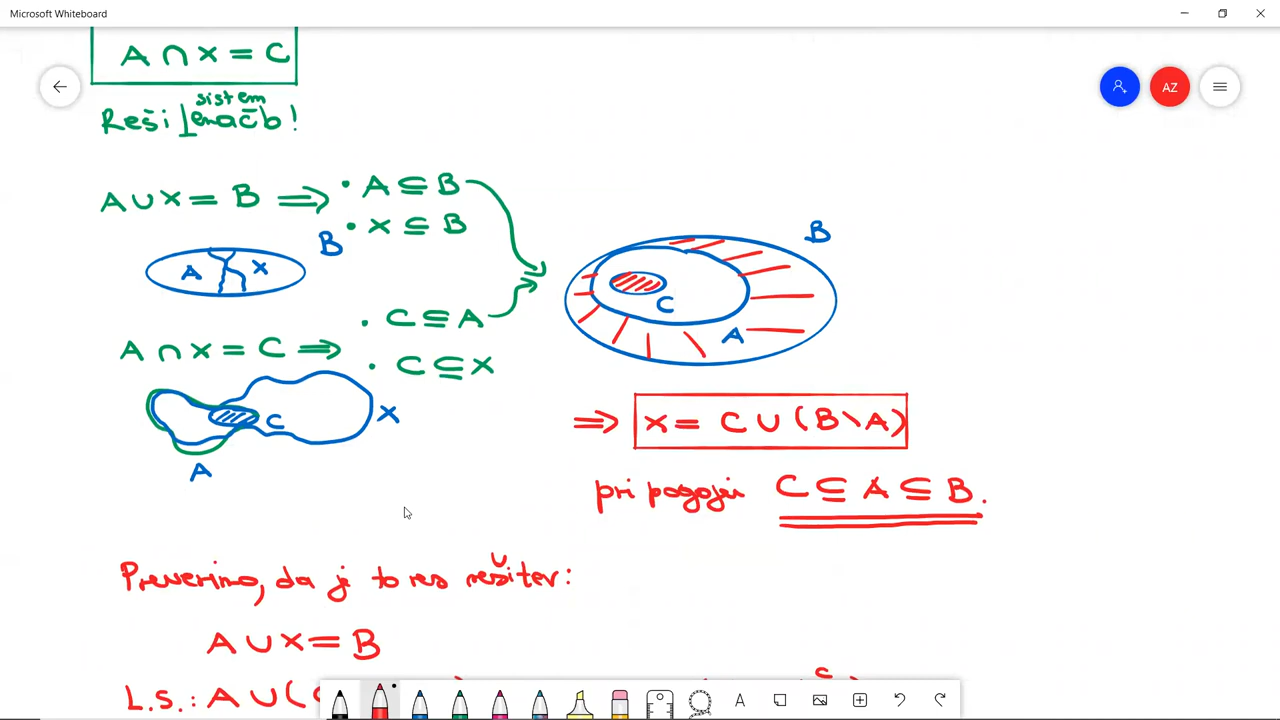 Microsoft Whiteboard
A ∩ X = C
AZ
sistem
Reši enačb!
A ∪ X = B ⟹ • A ⊆ B
• X ⊆ B
B
A X
B
C
A
• C ⊆ A
A ∩ X = C ⟹ • C ⊆ X
C X
A
⟹ X = C ∪ (B \ A)
pri pogoju C ⊆ A ⊆ B.
Preverimo, da je to res rešitev:
A ∪ X = B
L.S.: A ∪ (